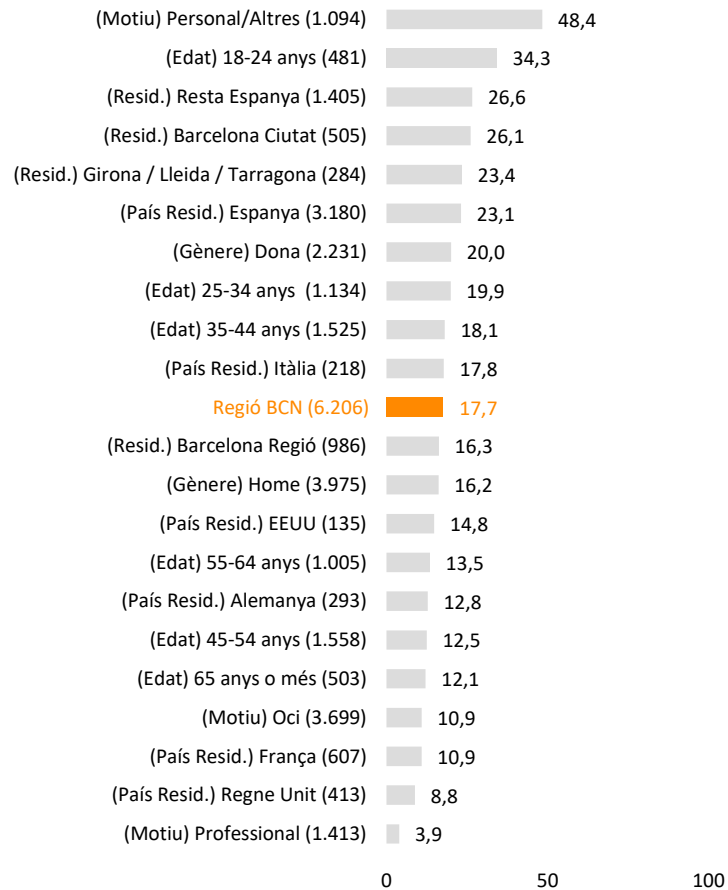 (Motiu) Personal/Altres (1.094) 48,4
(Edat) 18-24 anys (481) 34,3
(Resid.) Resta Espanya (1.405) 26,6
(Resid.) Barcelona Ciutat (505) 26,1
(Resid.) Girona / Lleida / Tarragona (284) 23,4
(País Resid.) Espanya (3.180) 23,1
(Gènere) Dona (2.231) 20,0
(Edat) 25-34 anys (1.134) 19,9
(Edat) 35-44 anys (1.525) 18,1
(País Resid.) Itàlia (218) 17,8
Regió BCN (6.206) 17,7
(Resid.) Barcelona Regió (986) 16,3
(Gènere) Home (3.975) 16,2
(País Resid.) EEUU (135) 14,8
(Edat) 55-64 anys (1.005) 13,5
(País Resid.) Alemanya (293) 12,8
(Edat) 45-54 anys (1.558) 12,5
(Edat) 65 anys o més (503) 12,1
(Motiu) Oci (3.699) 10,9
(País Resid.) França (607) 10,9
(País Resid.) Regne Unit (413) 8,8
(Motiu) Professional (1.413) 3,9
0 50 100